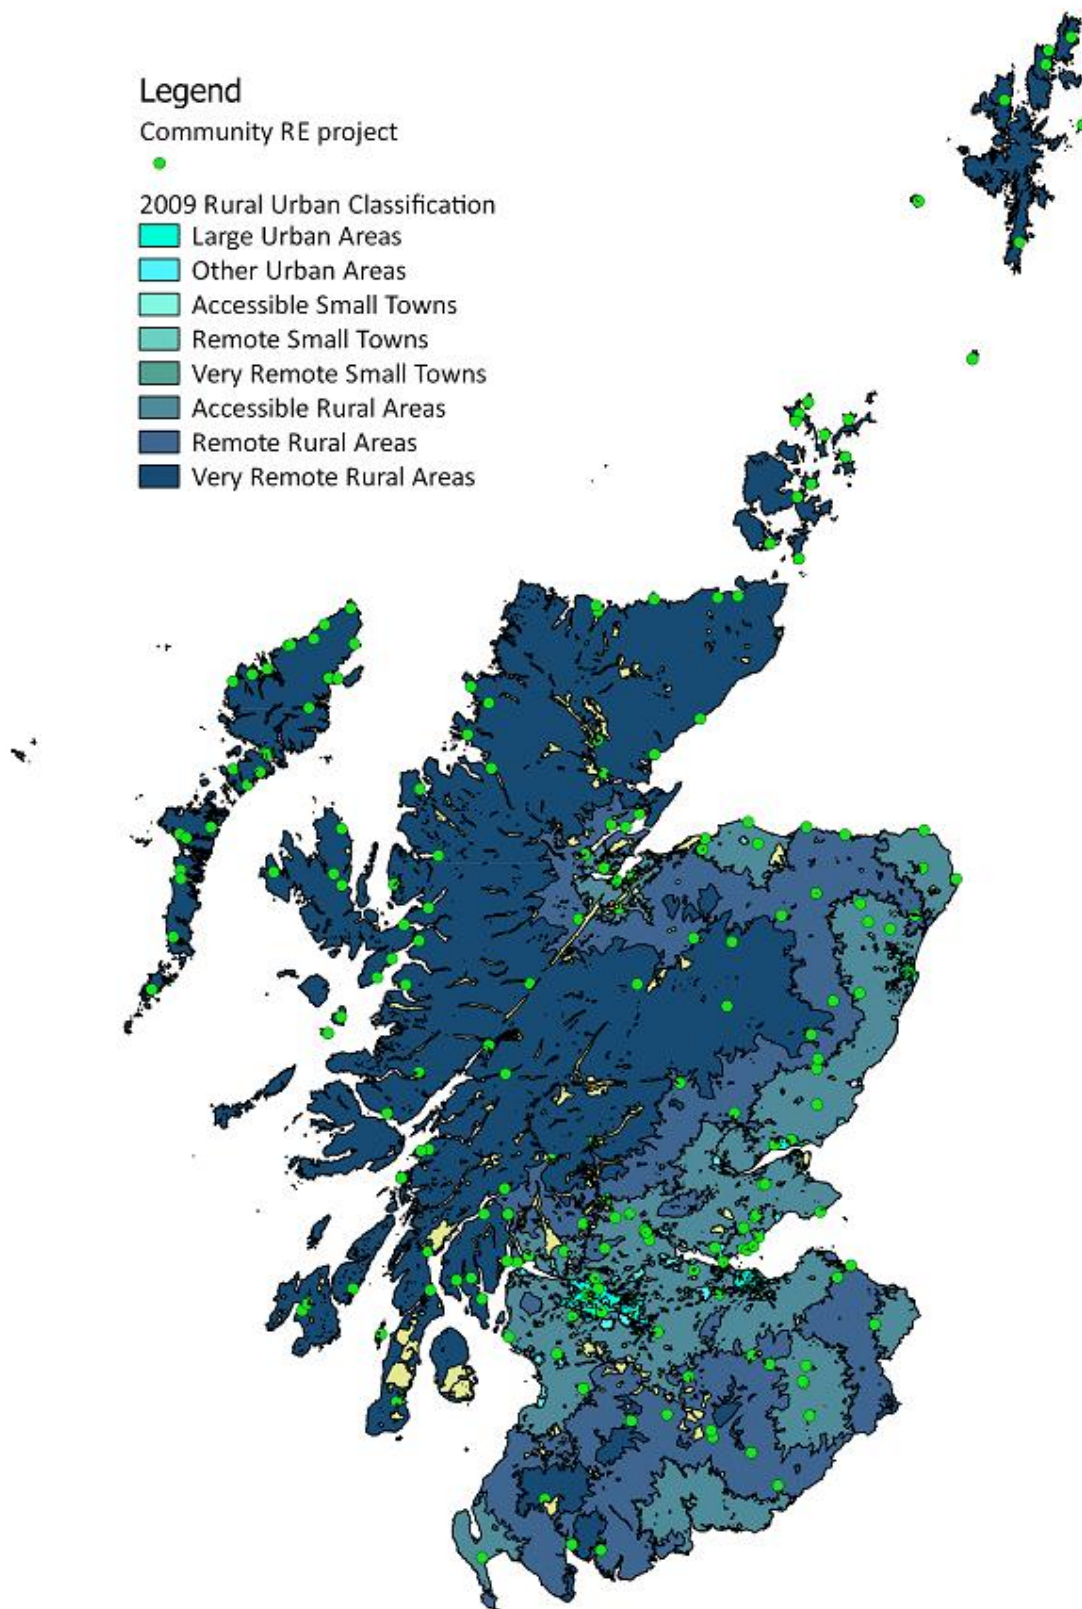 Legend
Community RE project
2009 Rural Urban Classification
Large Urban Areas
Other Urban Areas
Accessible Small Towns
Remote Small Towns
Very Remote Small Towns
Accessible Rural Areas
Remote Rural Areas
Very Remote Rural Areas